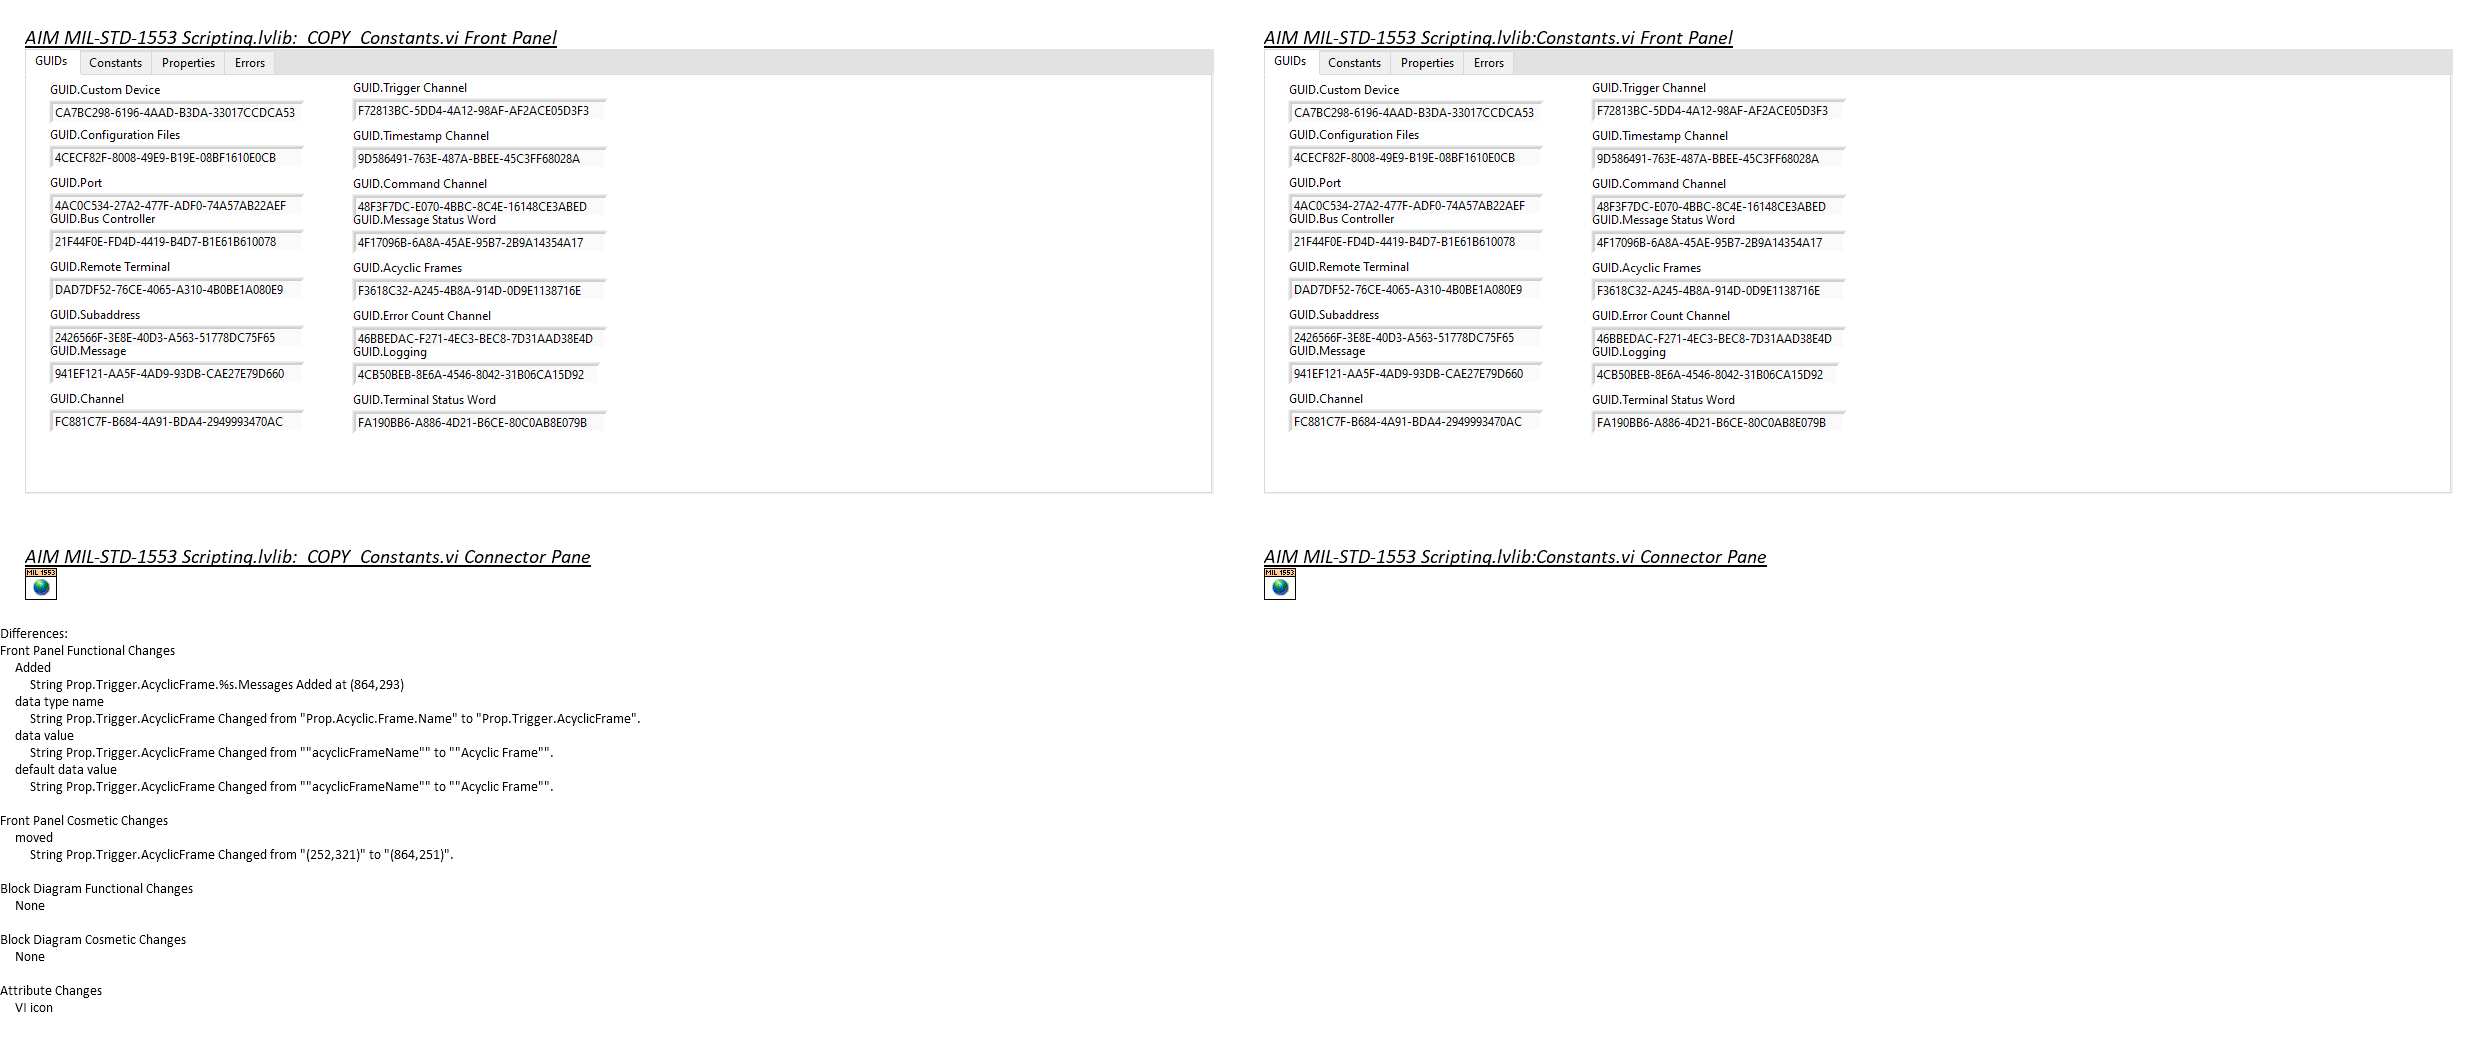 AIM MIL-STD-1553 Scripting.lvlib:_COPY_Constants.vi Front Panel
GUIDs Constants Properties Errors
GUID.Custom Device
CA7BC298-6196-4AAD-B3DA-33017CCDCA53
GUID.Configuration Files
4CECF82F-8008-49E9-B19E-08BF1610E0CB
GUID.Port
4AC0C534-27A2-477F-ADF0-74A57AB22AEF
GUID.Bus Controller
21F44F0E-FD4D-4419-B4D7-B1E61B610078
GUID.Remote Terminal
DAD7DF52-76CE-4065-A310-4B0BE1A080E9
GUID.Subaddress
2426566F-3E8E-40D3-A563-51778DC75F65
GUID.Message
941EF121-AA5F-4AD9-93DB-CAE27E79D660
GUID.Channel
FC881C7F-B684-4A91-BDA4-2949993470AC
GUID.Trigger Channel
F72813BC-5DD4-4A12-98AF-AF2ACE05D3F3
GUID.Timestamp Channel
9D586491-763E-487A-BBEE-45C3FF68028A
GUID.Command Channel
48F3F7DC-E070-4BBC-8C4E-16148CE3ABED
GUID.Message Status Word
4F17096B-6A8A-45AE-95B7-2B9A14354A17
GUID.Acyclic Frames
F3618C32-A245-4B8A-914D-0D9E1138716E
GUID.Error Count Channel
46BBEDAC-F271-4EC3-BEC8-7D31AAD38E4D
GUID.Logging
4CB50BEB-8E6A-4546-8042-31B06CA15D92
GUID.Terminal Status Word
FA190BB6-A886-4D21-B6CE-80C0AB8E079B
AIM MIL-STD-1553 Scripting.lvlib:Constants.vi Front Panel
GUIDs Constants Properties Errors
GUID.Custom Device
CA7BC298-6196-4AAD-B3DA-33017CCDCA53
GUID.Configuration Files
4CECF82F-8008-49E9-B19E-08BF1610E0CB
GUID.Port
4AC0C534-27A2-477F-ADF0-74A57AB22AEF
GUID.Bus Controller
21F44F0E-FD4D-4419-B4D7-B1E61B610078
GUID.Remote Terminal
DAD7DF52-76CE-4065-A310-4B0BE1A080E9
GUID.Subaddress
2426566F-3E8E-40D3-A563-51778DC75F65
GUID.Message
941EF121-AA5F-4AD9-93DB-CAE27E79D660
GUID.Channel
FC881C7F-B684-4A91-BDA4-2949993470AC
GUID.Trigger Channel
F72813BC-5DD4-4A12-98AF-AF2ACE05D3F3
GUID.Timestamp Channel
9D586491-763E-487A-BBEE-45C3FF68028A
GUID.Command Channel
48F3F7DC-E070-4BBC-8C4E-16148CE3ABED
GUID.Message Status Word
4F17096B-6A8A-45AE-95B7-2B9A14354A17
GUID.Acyclic Frames
F3618C32-A245-4B8A-914D-0D9E1138716E
GUID.Error Count Channel
46BBEDAC-F271-4EC3-BEC8-7D31AAD38E4D
GUID.Logging
4CB50BEB-8E6A-4546-8042-31B06CA15D92
GUID.Terminal Status Word
FA190BB6-A886-4D21-B6CE-80C0AB8E079B
AIM MIL-STD-1553 Scripting.lvlib:_COPY_Constants.vi Connector Pane
MIL 1553
AIM MIL-STD-1553 Scripting.lvlib:Constants.vi Connector Pane
MIL 1553
Differences:
Front Panel Functional Changes
Added
String Prop.Trigger.AcyclicFrame.%s.Messages Added at (864,293)
data type name
String Prop.Trigger.AcyclicFrame Changed from "Prop.Acyclic.Frame.Name" to "Prop.Trigger.AcyclicFrame".
data value
String Prop.Trigger.AcyclicFrame Changed from ""acyclicFrameName"" to ""Acyclic Frame"".
default data value
String Prop.Trigger.AcyclicFrame Changed from ""acyclicFrameName"" to ""Acyclic Frame"".
Front Panel Cosmetic Changes
moved
String Prop.Trigger.AcyclicFrame Changed from "(252,321)" to "(864,251)".
Block Diagram Functional Changes
None
Block Diagram Cosmetic Changes
None
Attribute Changes
VI icon